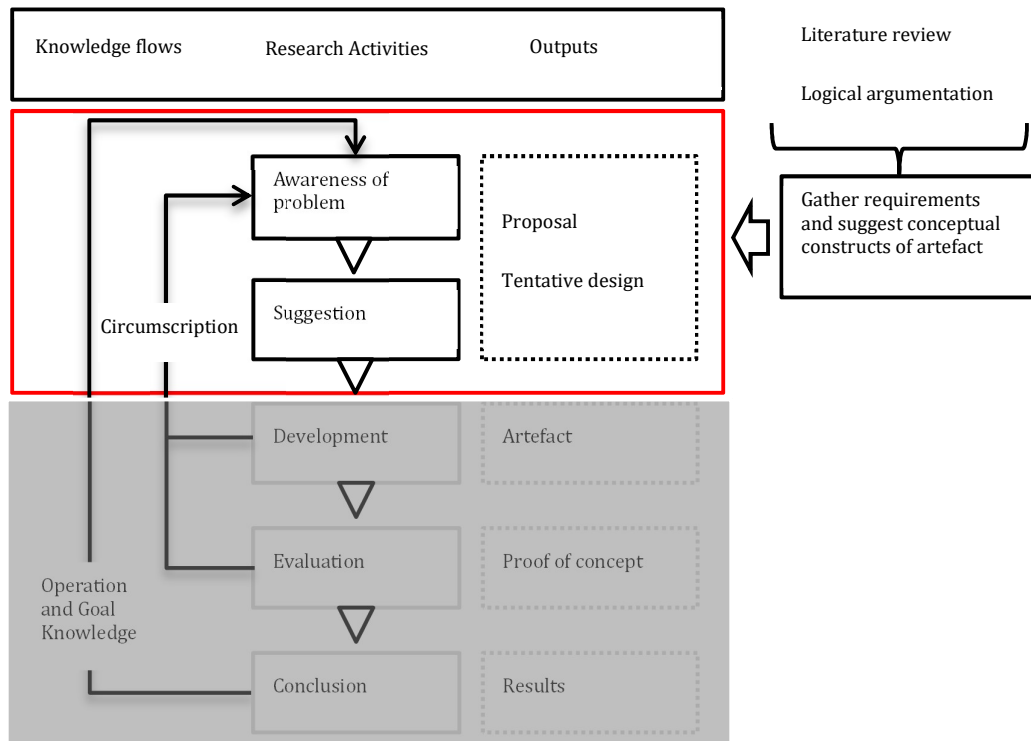 Knowledge flows
Research Activities
Outputs
Literature review
Logical argumentation
Awareness of
problem
Proposal
Tentative design
Gather requirements
and suggest conceptual
constructs of artefact
Suggestion
Circumscription
Development
Artefact
Evaluation
Proof of concept
Operation
and Goal
Knowledge
Conclusion
Results